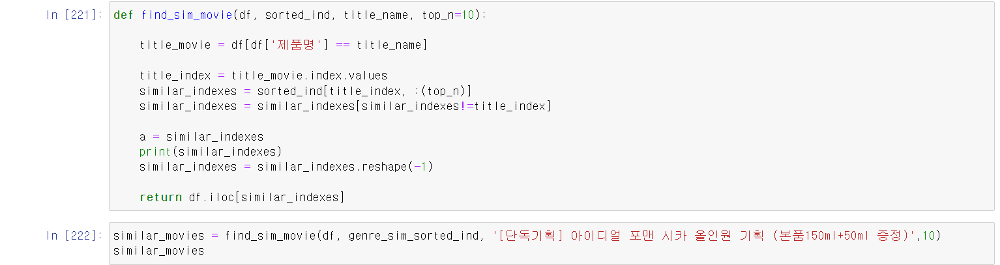 In [221]: def find_sim_movie(df, sorted_ind, title_name, top_n=10):
title_movie = df[df['제품명'] == title_name]
title_index = title_movie.index.values
similar_indexes = sorted_ind[title_index, :(top_n)]
similar_indexes = similar_indexes[similar_indexes!=title_index]
a = similar_indexes
print(similar_indexes)
similar_indexes = similar_indexes.reshape(-1)
return df.iloc[similar_indexes]
In [222]: similar_movies = find_sim_movie(df, genre_sim_sorted_ind, '[단독기획] 아이디얼 포맨 시카 올인원 기획 (본품150ml+50ml 증정)',10)
similar_movies